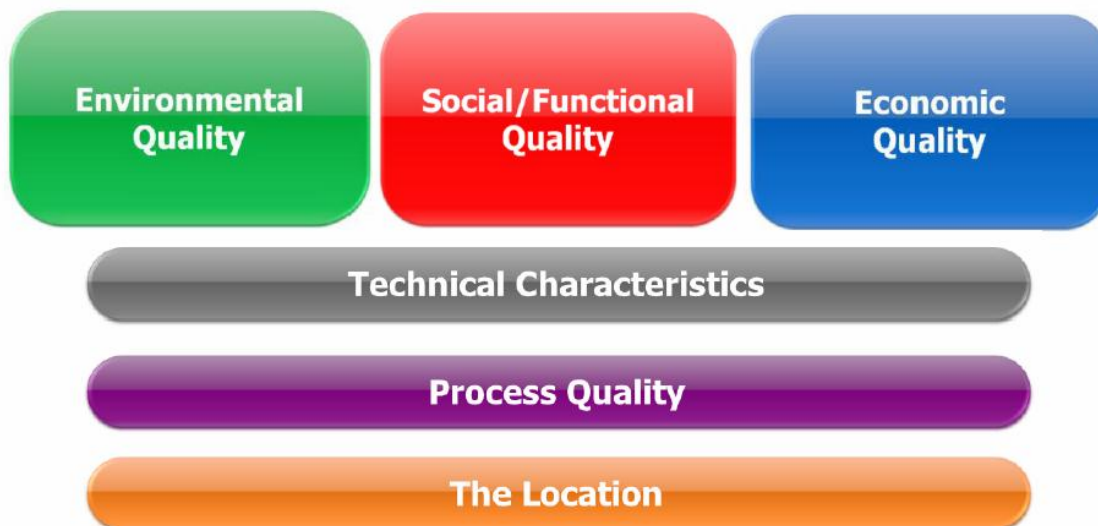 Environmental
Quality
Social/Functional
Quality
Economic
Quality
Technical Characteristics
Process Quality
The Location